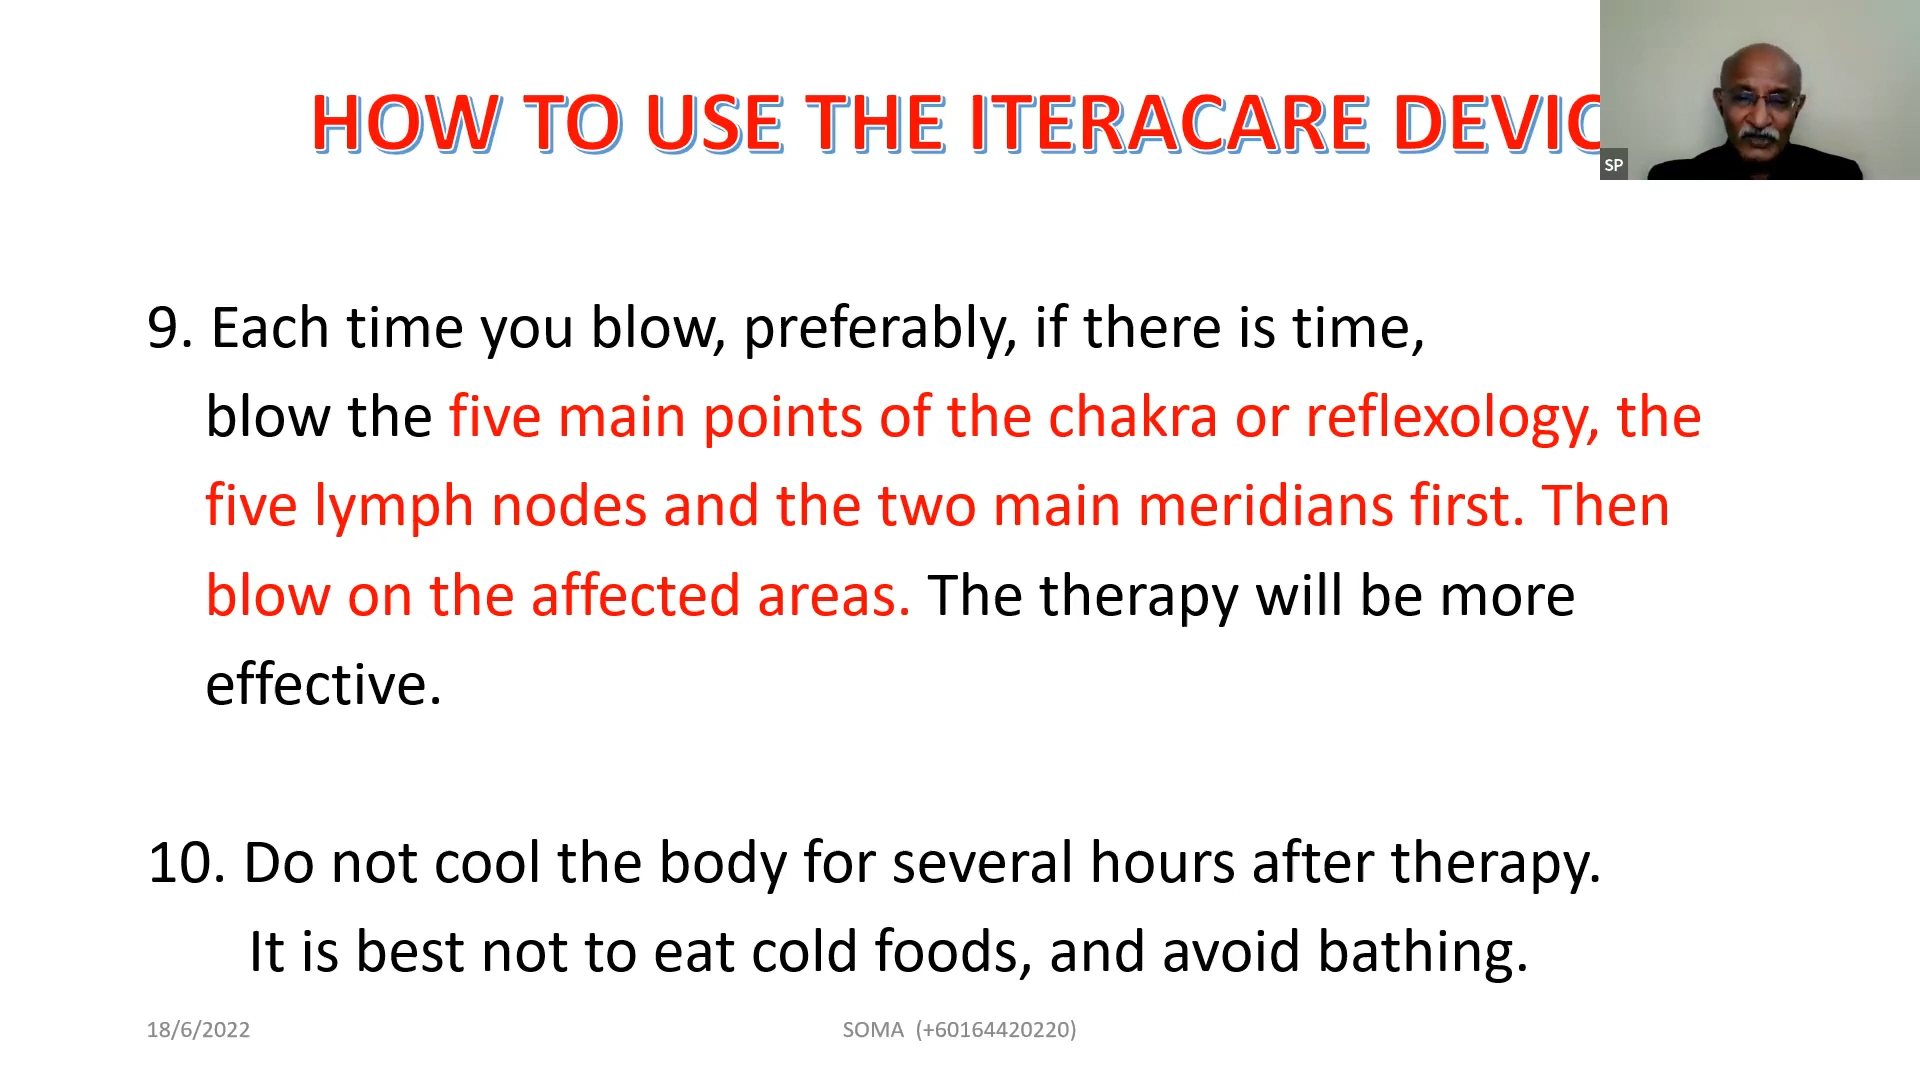 HOW TO USE THE ITERACARE
SP
9. Each time you blow, preferably, if there is time,
blow the five main points of the chakra or reflexology, the
five lymph nodes and the two main meridians first. Then
blow on the affected areas. The therapy will be more
effective.
10. Do not cool the body for several hours after therapy.
It is best not to eat cold foods, and avoid bathing.
18/6/2022
SOMA (+60164420220)